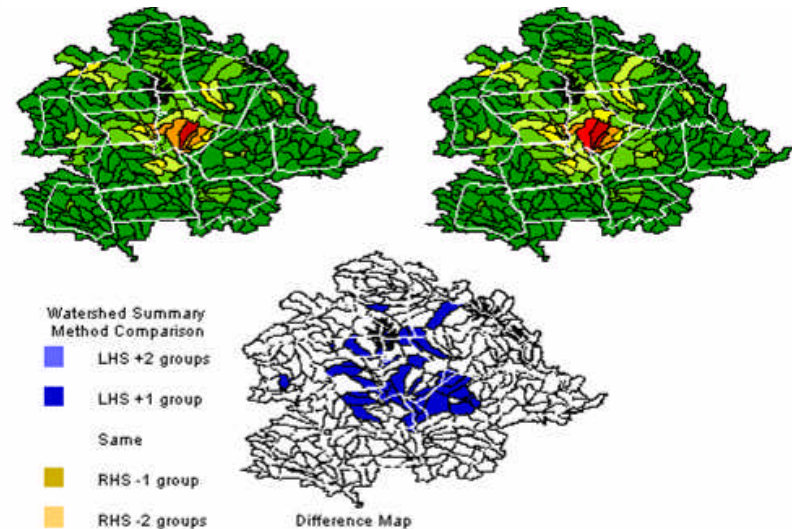 Watershed Summary
Method Comparison
LHS +2 groups
LHS +1 group
Same
RHS -1 group
RHS -2 groups
Difference Map